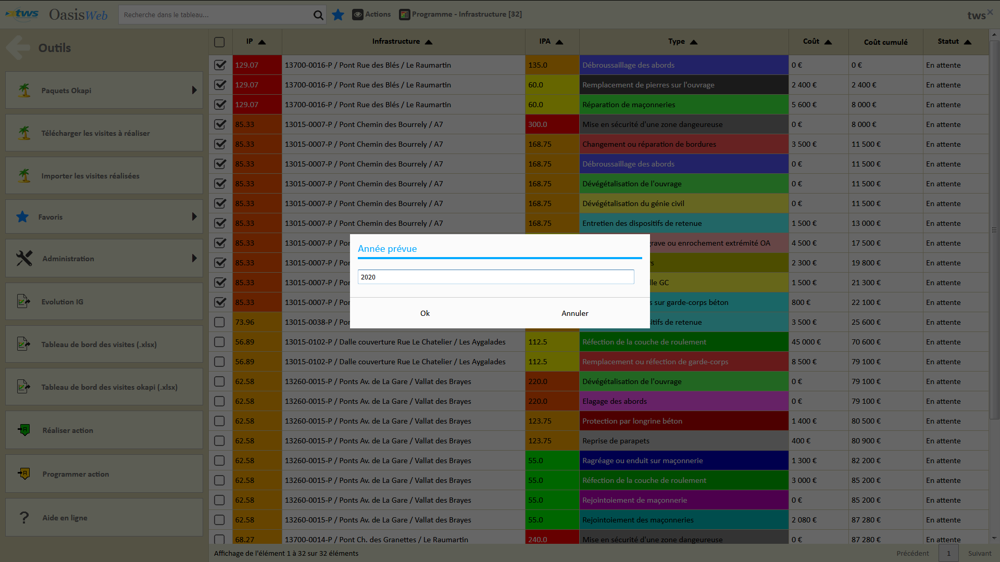 tws OasisWeb Recherche dans le tableau... Actions Programme - Infrastructure [32] tws
Outils
Paquets Okapi
Télécharger les visites à réaliser
Importer les visites réalisées
Favoris
Administration
Evolution IG
Tableau de bord des visites (.xlsx)
Tableau de bord des visites okapi (.xlsx)
Réaliser action
Programmer action
Aide en ligne
IP Infrastructure IPA Type Coût Coût cumulé Statut
129.07 13700-0016-P / Pont Rue des Blés / Le Raumartin 135.0 Débroussaillage des abords 0 € 0 € En attente
129.07 13700-0016-P / Pont Rue des Blés / Le Raumartin 60.0 Remplacement de pierres sur l'ouvrage 2 400 € 2 400 € En attente
129.07 13700-0016-P / Pont Rue des Blés / Le Raumartin 60.0 Réparation de maçonneries 5 600 € 8 000 € En attente
85.33 13015-0007-P / Pont Chemin des Bourrely / A7 300.0 Mise en sécurité d'une zone dangeureuse 0 € 8 000 € En attente
85.33 13015-0007-P / Pont Chemin des Bourrely / A7 168.75 Changement ou réparation de bordures 3 500 € 11 500 € En attente
85.33 13015-0007-P / Pont Chemin des Bourrely / A7 168.75 Débroussaillage des abords 0 € 11 500 € En attente
85.33 13015-0007-P / Pont Chemin des Bourrely / A7 168.75 Dévégétalisation de l'ouvrage 0 € 11 500 € En attente
85.33 13015-0007-P / Pont Chemin des Bourrely / A7 168.75 Dévégétalisation du génie civil 0 € 11 500 € En attente
85.33 13015-0007-P / Pont Chemin des Bourrely / A7 168.75 Entretien des dispositifs de retenue 1 500 € 13 000 € En attente
85.33 13015-0007-P / Por grave ou enrochement extrémité OA 4 500 € 17 500 € En attente
85.33 13015-0007-P / Por s 2 300 € 19 800 € En attente
85.33 13015-0007-P / Por lle GC 1 500 € 21 300 € En attente
85.33 13015-0007-P / Por s sur garde-corps béton 800 € 22 100 € En attente
73.96 13015-0038-P / Por itifs de retenue 3 500 € 25 600 € En attente
56.89 13015-0102-P / Dalle couverture Rue Le Chatelier / Les Aygalades 112.5 Réfection de la couche de roulement 45 000 € 70 600 € En attente
56.89 13015-0102-P / Dalle couverture Rue Le Chatelier / Les Aygalades 112.5 Remplacement ou réfection de garde-corps 8 500 € 79 100 € En attente
62.58 13260-0015-P / Ponts Av. de La Gare / Vallat des Brayes 220.0 Dévégétalisation de l'ouvrage 0 € 79 100 € En attente
62.58 13260-0015-P / Ponts Av. de La Gare / Vallat des Brayes 220.0 Elagage des abords 0 € 79 100 € En attente
62.58 13260-0015-P / Ponts Av. de La Gare / Vallat des Brayes 123.75 Protection par longrine béton 1 400 € 80 500 € En attente
62.58 13260-0015-P / Ponts Av. de La Gare / Vallat des Brayes 123.75 Reprise de parapets 400 € 80 900 € En attente
62.58 13260-0015-P / Ponts Av. de La Gare / Vallat des Brayes 55.0 Ragréage ou enduit sur maçonnerie 1 300 € 82 200 € En attente
62.58 13260-0015-P / Ponts Av. de La Gare / Vallat des Brayes 55.0 Réfection de la couche de roulement 3 000 € 85 200 € En attente
62.58 13260-0015-P / Ponts Av. de La Gare / Vallat des Brayes 55.0 Rejointoiement de maçonnerie 0 € 85 200 € En attente
62.58 13260-0015-P / Ponts Av. de La Gare / Vallat des Brayes 55.0 Rejointoiement des maçonneries 2 080 € 87 280 € En attente
68.27 13700-0014-P / Pont Ch. des Granettes / Le Raumartin 240.0 Mise en sécurité d'une zone dangeureuse 0 € 87 280 € En attente
Année prévue
2020
Ok Annuler
Affichage de l'élément 1 à 32 sur 32 éléments Précédent 1 Suivant